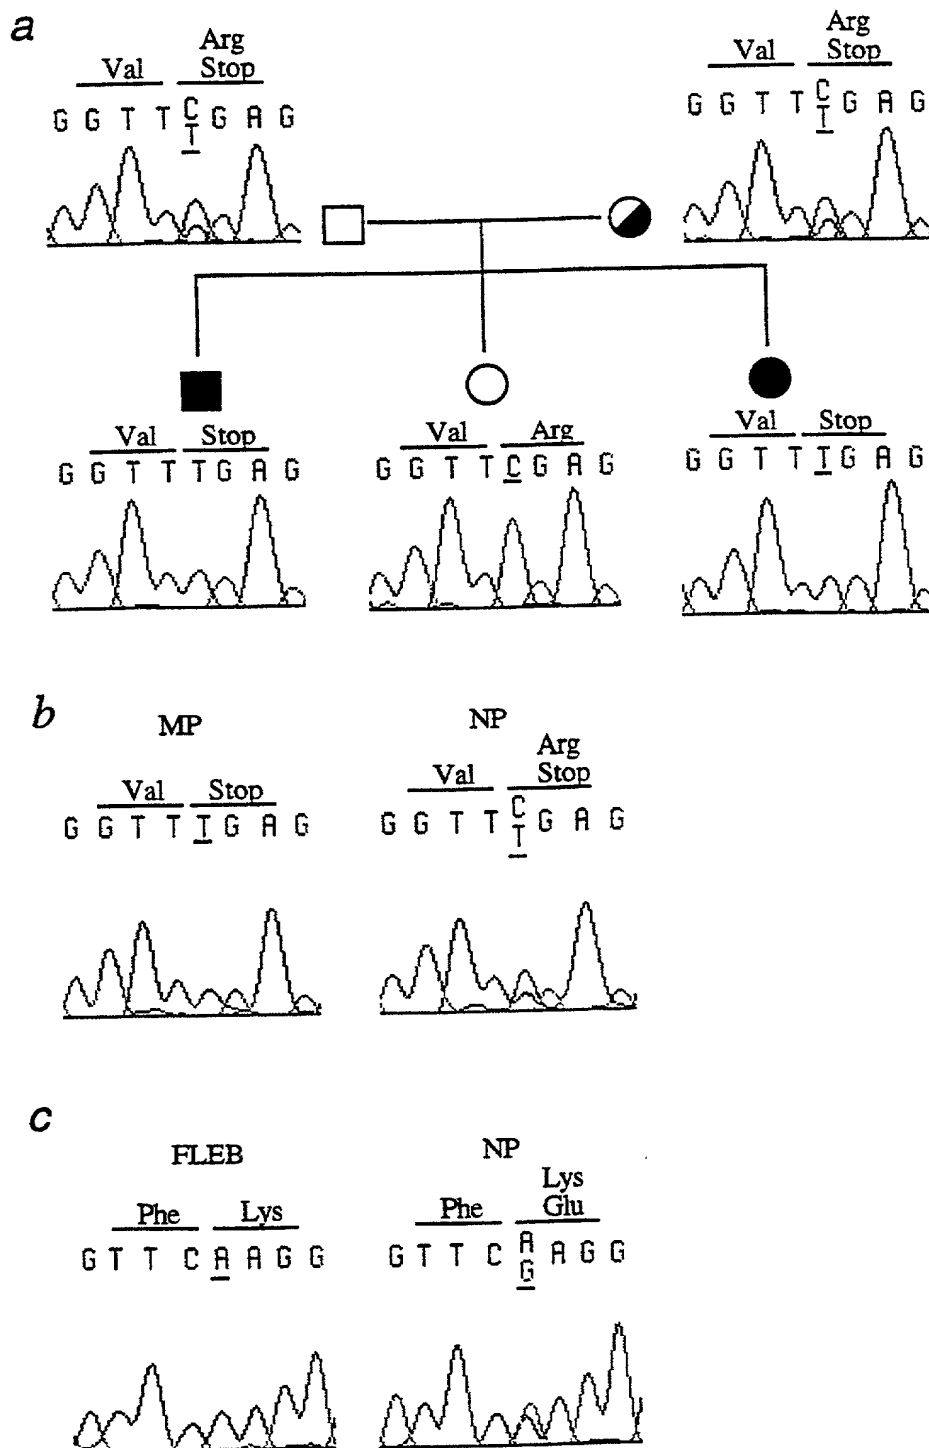 a
Arg
Val Stop
G G T T C G A G
T
Arg
Val Stop
G G T T C G A G
T
Val Stop
G G T T T G A G
Val Arg
G G T T C G A G
Val Stop
G G T T T G A G
b
MP
Val Stop
G G T T T G A G
NP
Arg
Val Stop
G G T T C G A G
T
c
FLEB
Phe Lys
G T T C A A G G
NP
Lys
Phe Glu
G T T C A A G G
G